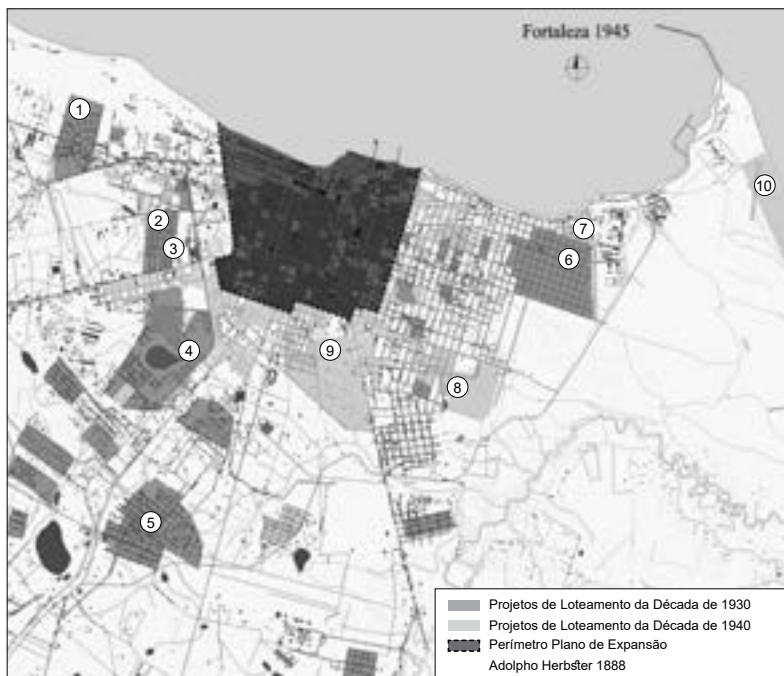 Fortaleza 1945
1
10
2
7
3
6
4
9
8
5
Projetos de Loteamento da Década de 1930
Projetos de Loteamento da Década de 1940
Perímetro Plano de Expansão
Adolpho Herbster 1888